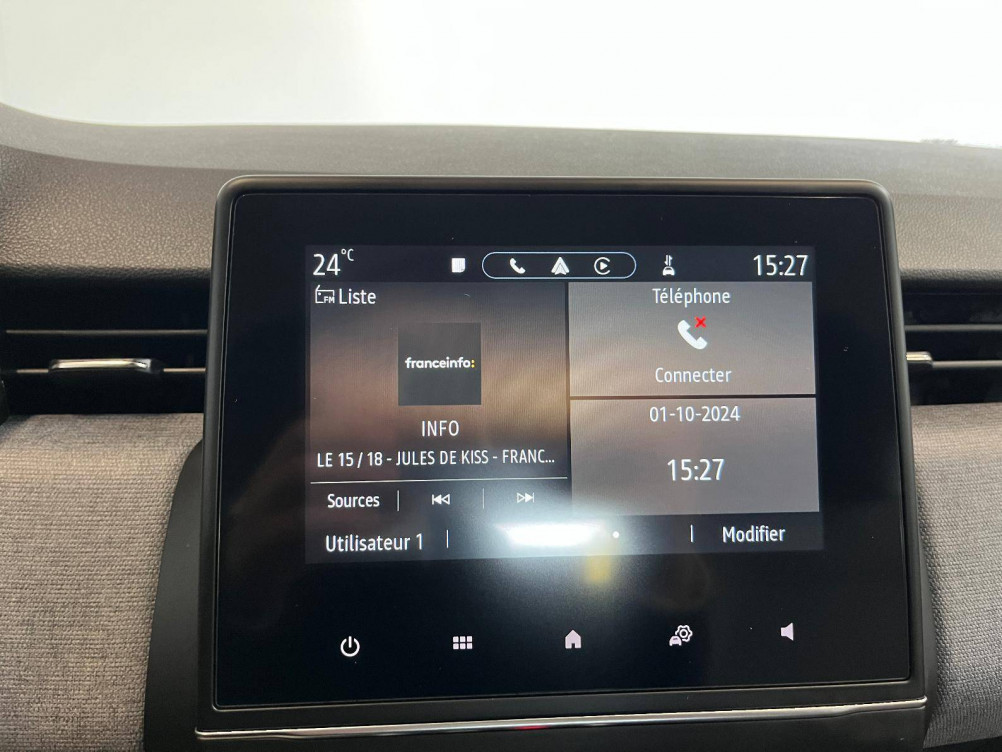 24°C
15:27
FM Liste
franceinfo:
INFO
LE 15 / 18 - JULES DE KISS - FRANC...
Sources
Téléphone
Connecter
01-10-2024
15:27
Utilisateur 1
Modifier